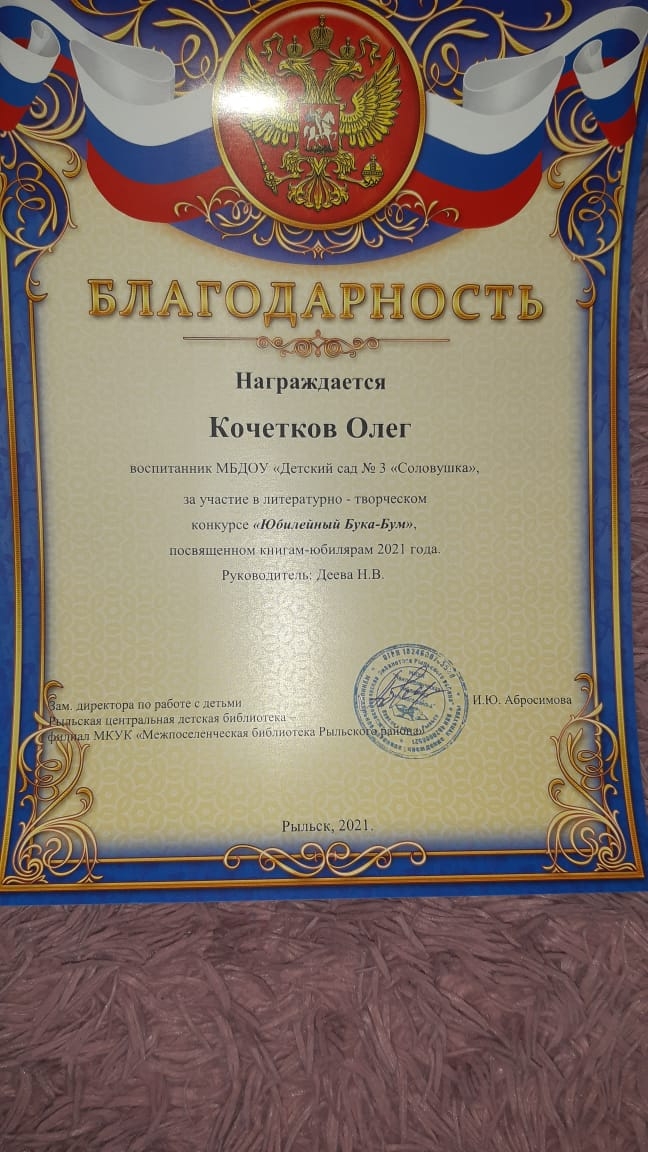 БЛАГОДАРНОСТЬ
Награждается
Кочетков Олег
воспитанник МБДОУ «Детский сад № 3 «Соловушка»,
за участие в литературно - творческом
конкурсе «Юбилейный Бука-Бум»,
посвященном книгам-юбилярам 2021 года.
Руководитель: Деева Н.В.
Зам. директора по работе с детьми
Рыльская центральная детская библиотека –
филиал МКУК «Межпоселенческая библиотека Рыльского района»
И.Ю. Абросимова
Рыльск, 2021.